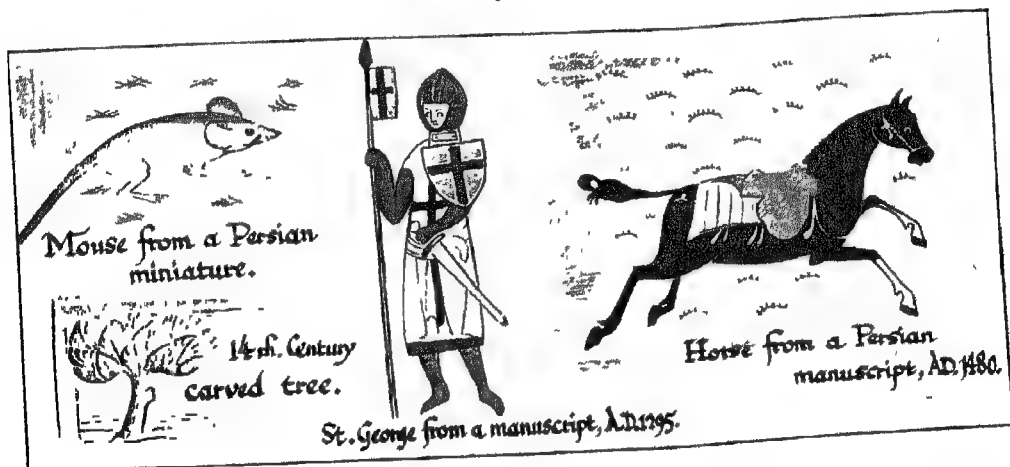 Mouse from a Persian
miniature.
14th. Century
carved tree.
St. George from a manuscript, A.D. 1295.
Horse from a Persian
manuscript, A.D. 1480.